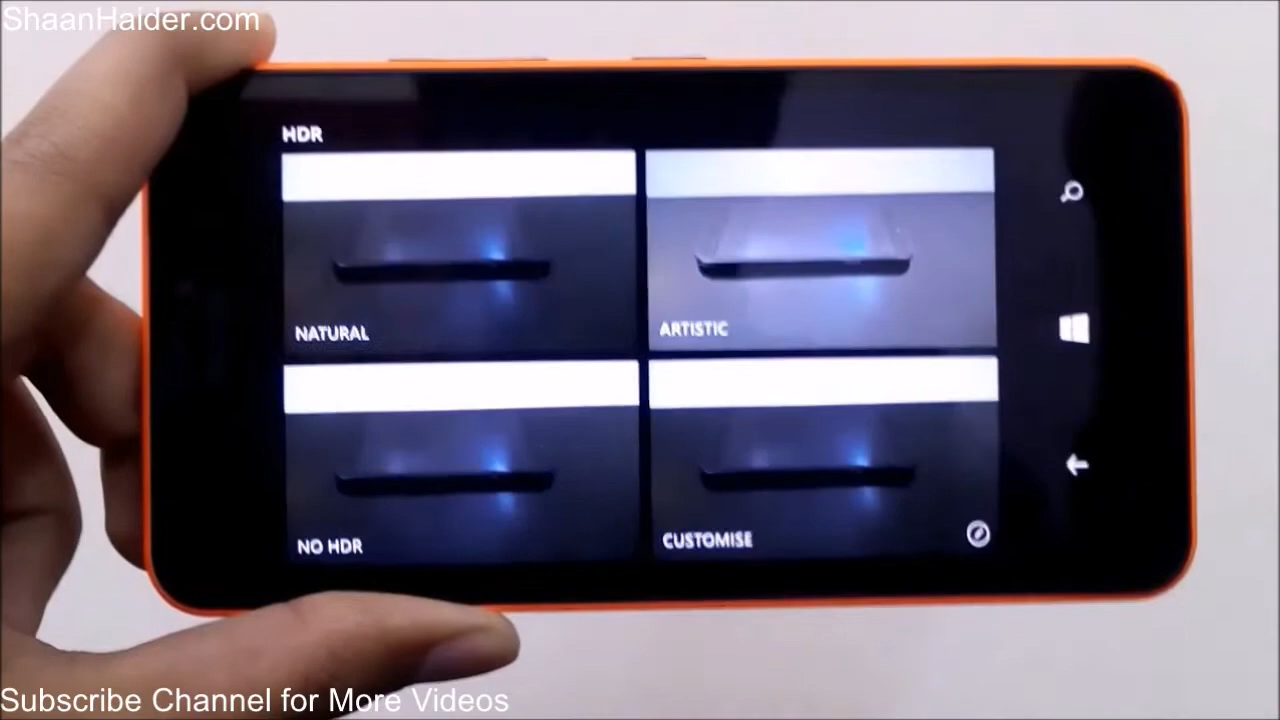 ShaanHaider.com
HDR
NATURAL
ARTISTIC
NO HDR
CUSTOMISE
Subscribe Channel for More Videos